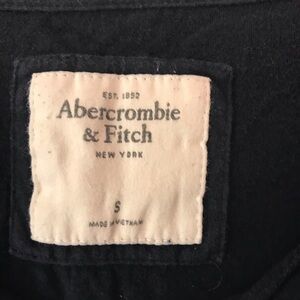 EST. 1892
Abercrombie
& Fitch
NEW YORK
S
MADE IN VIETNAM